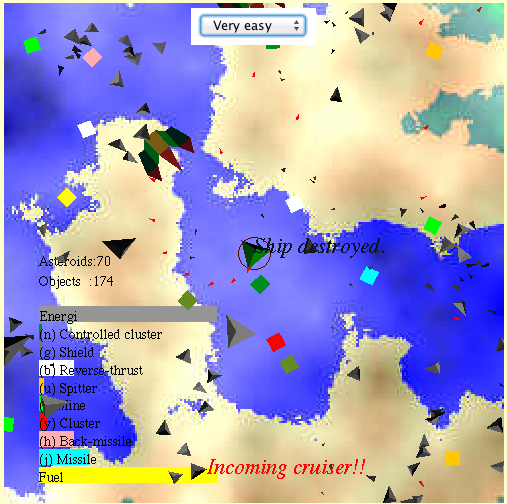 Very easy
Ship destroyed.
Asteroids:70
Objects :174
Energi
(n) Controlled cluster
(g) Shield
(b) Reverse-thrust
(u) Spitter
ine
(v) Cluster
(h) Back-missile
(j) Missile
Incoming cruiser!!
Fuel